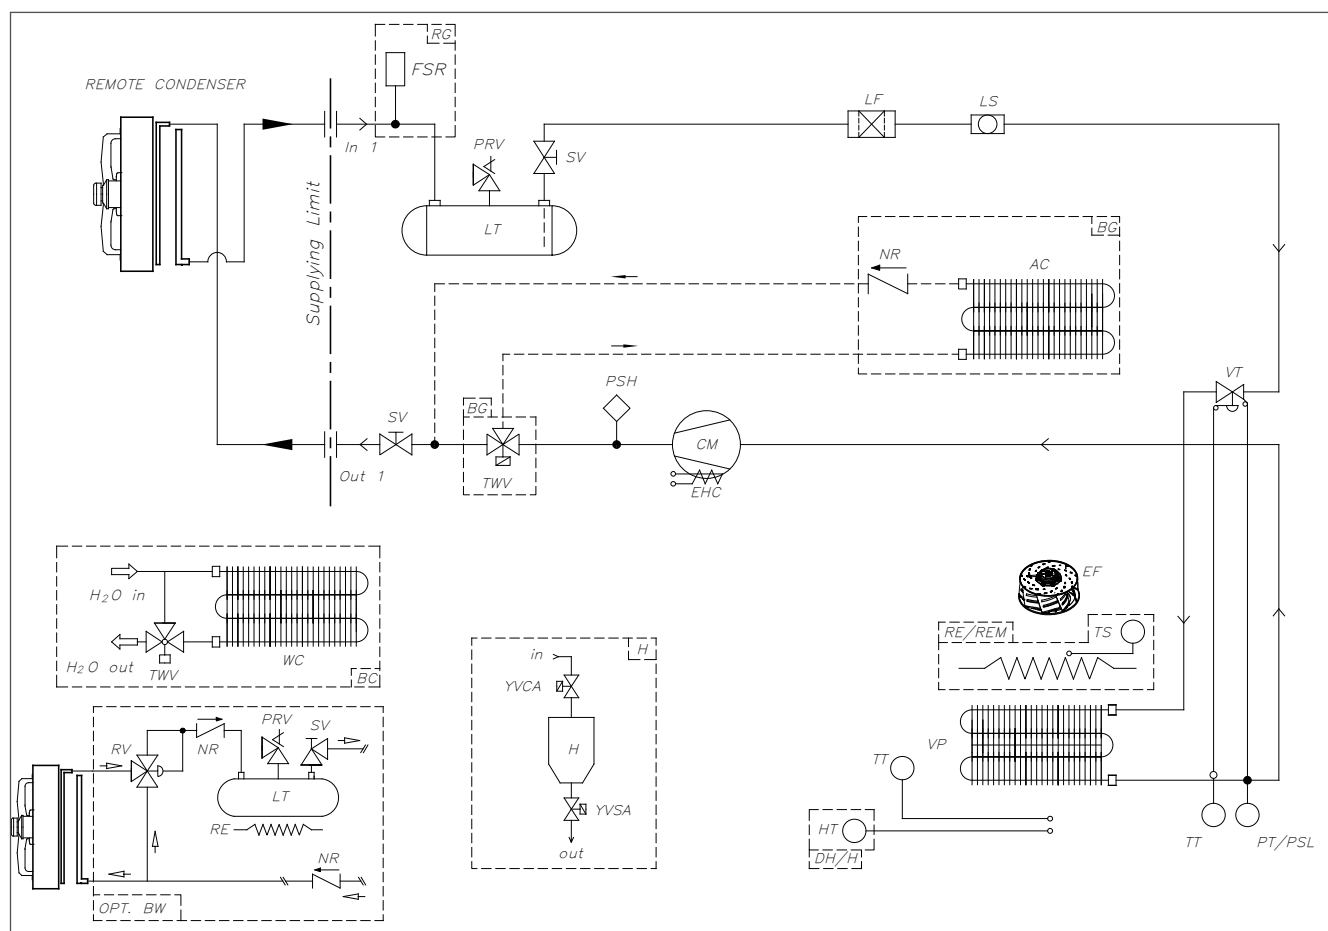 RG
FSR
REMOTE CONDENSER
LF
LS
In 1
PRV
SV
LT
Supplying Limit
BG
NR
AC
PSH
VT
SV
BG
CM
Out 1
TWV
EHC
H2O in
H2O out
TWV
WC
BC
EF
RE/REM
TS
in
H
YVCA
H
YVSA
out
VP
TT
HT
DH/H
TT
PT/PSL
RV
NR
PRV
SV
LT
RE
NR
OPT. BW